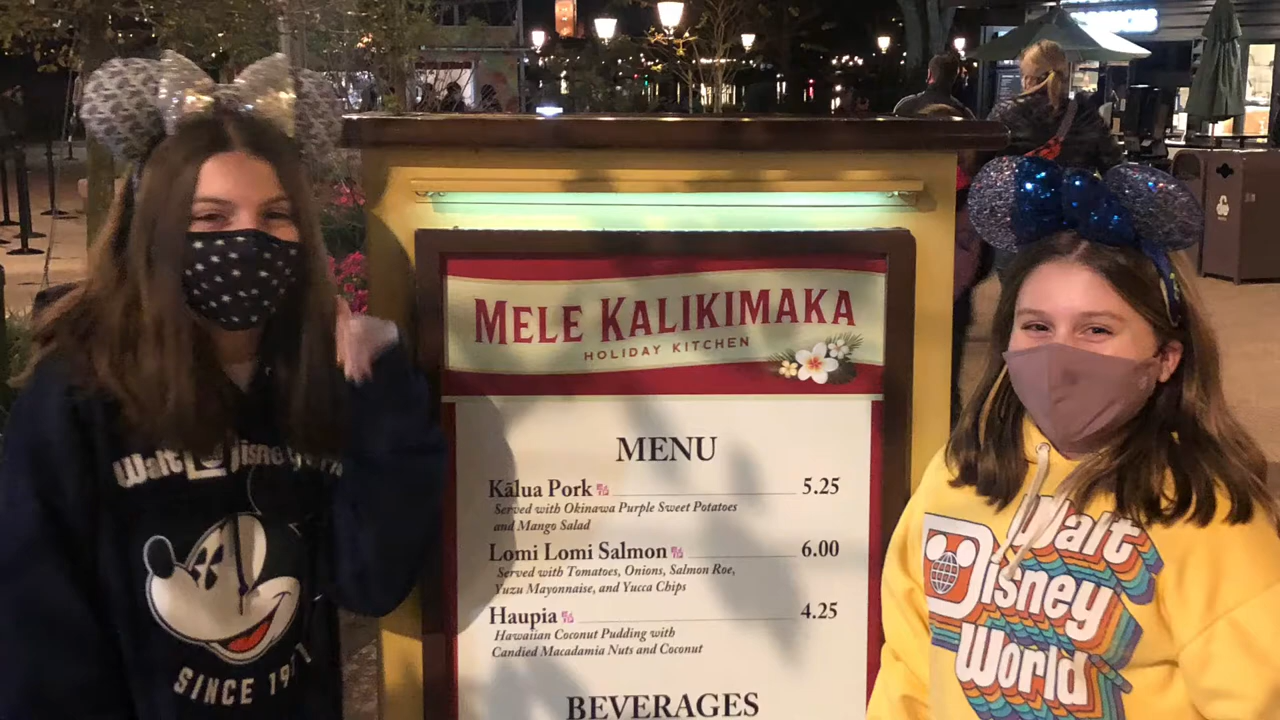 MELE KALIKIMAKA
HOLIDAY KITCHEN
MENU
Kālua Pork 5.25
Served with Okinawa Purple Sweet Potatoes
and Mango Salad
Lomi Lomi Salmon 6.00
Served with Tomatoes, Onions, Salmon Roe,
Yuzu Mayonnaise, and Yucca Chips
Haupia 4.25
Hawaiian Coconut Pudding with
Candied Macadamia Nuts and Coconut
BEVERAGES
Walt
SINCE
Walt
Disney
World